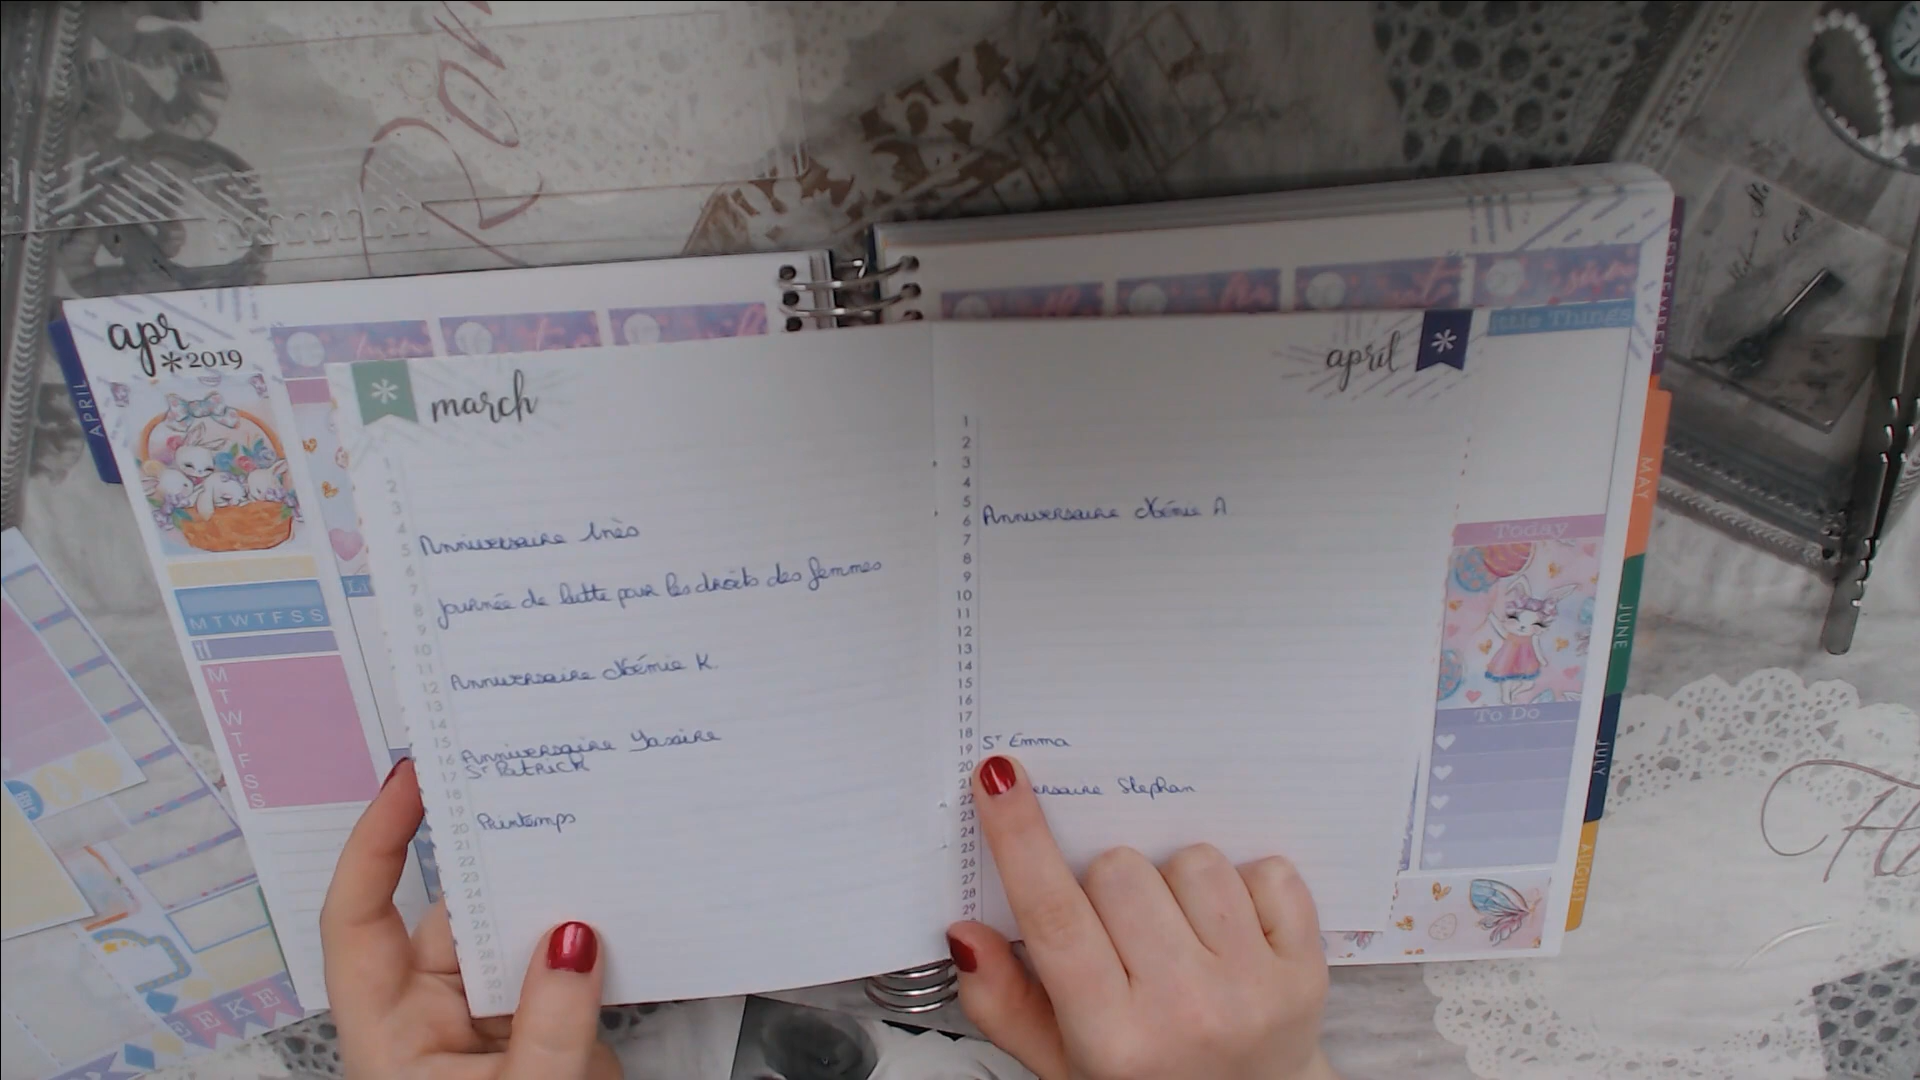 apr
*2019
APRIL
MTWTFSS
M
T
W
T
F
S
S
march
1
2
3
4
5 Anniversaire Inès
6
7
8 Journée de lutte pour les droits des femmes
9
10
11
12 Anniversaire Noémie K.
13
14
15
16 Anniversaire Yassire
17 St Patrick
18
19
20 Printemps
21
22
23
24
25
26
27
28
29
30
31
april
1
2
3
4
5
6 Anniversaire Noémie A
7
8
9
10
11
12
13
14
15
16
17
18
19 St Emma
20
21
22 ersaire Stephan
23
24
25
26
27
28
29
ittle Things
Today
To Do
SEPTEMBER
MAY
JUNE
JULY
AUGUST